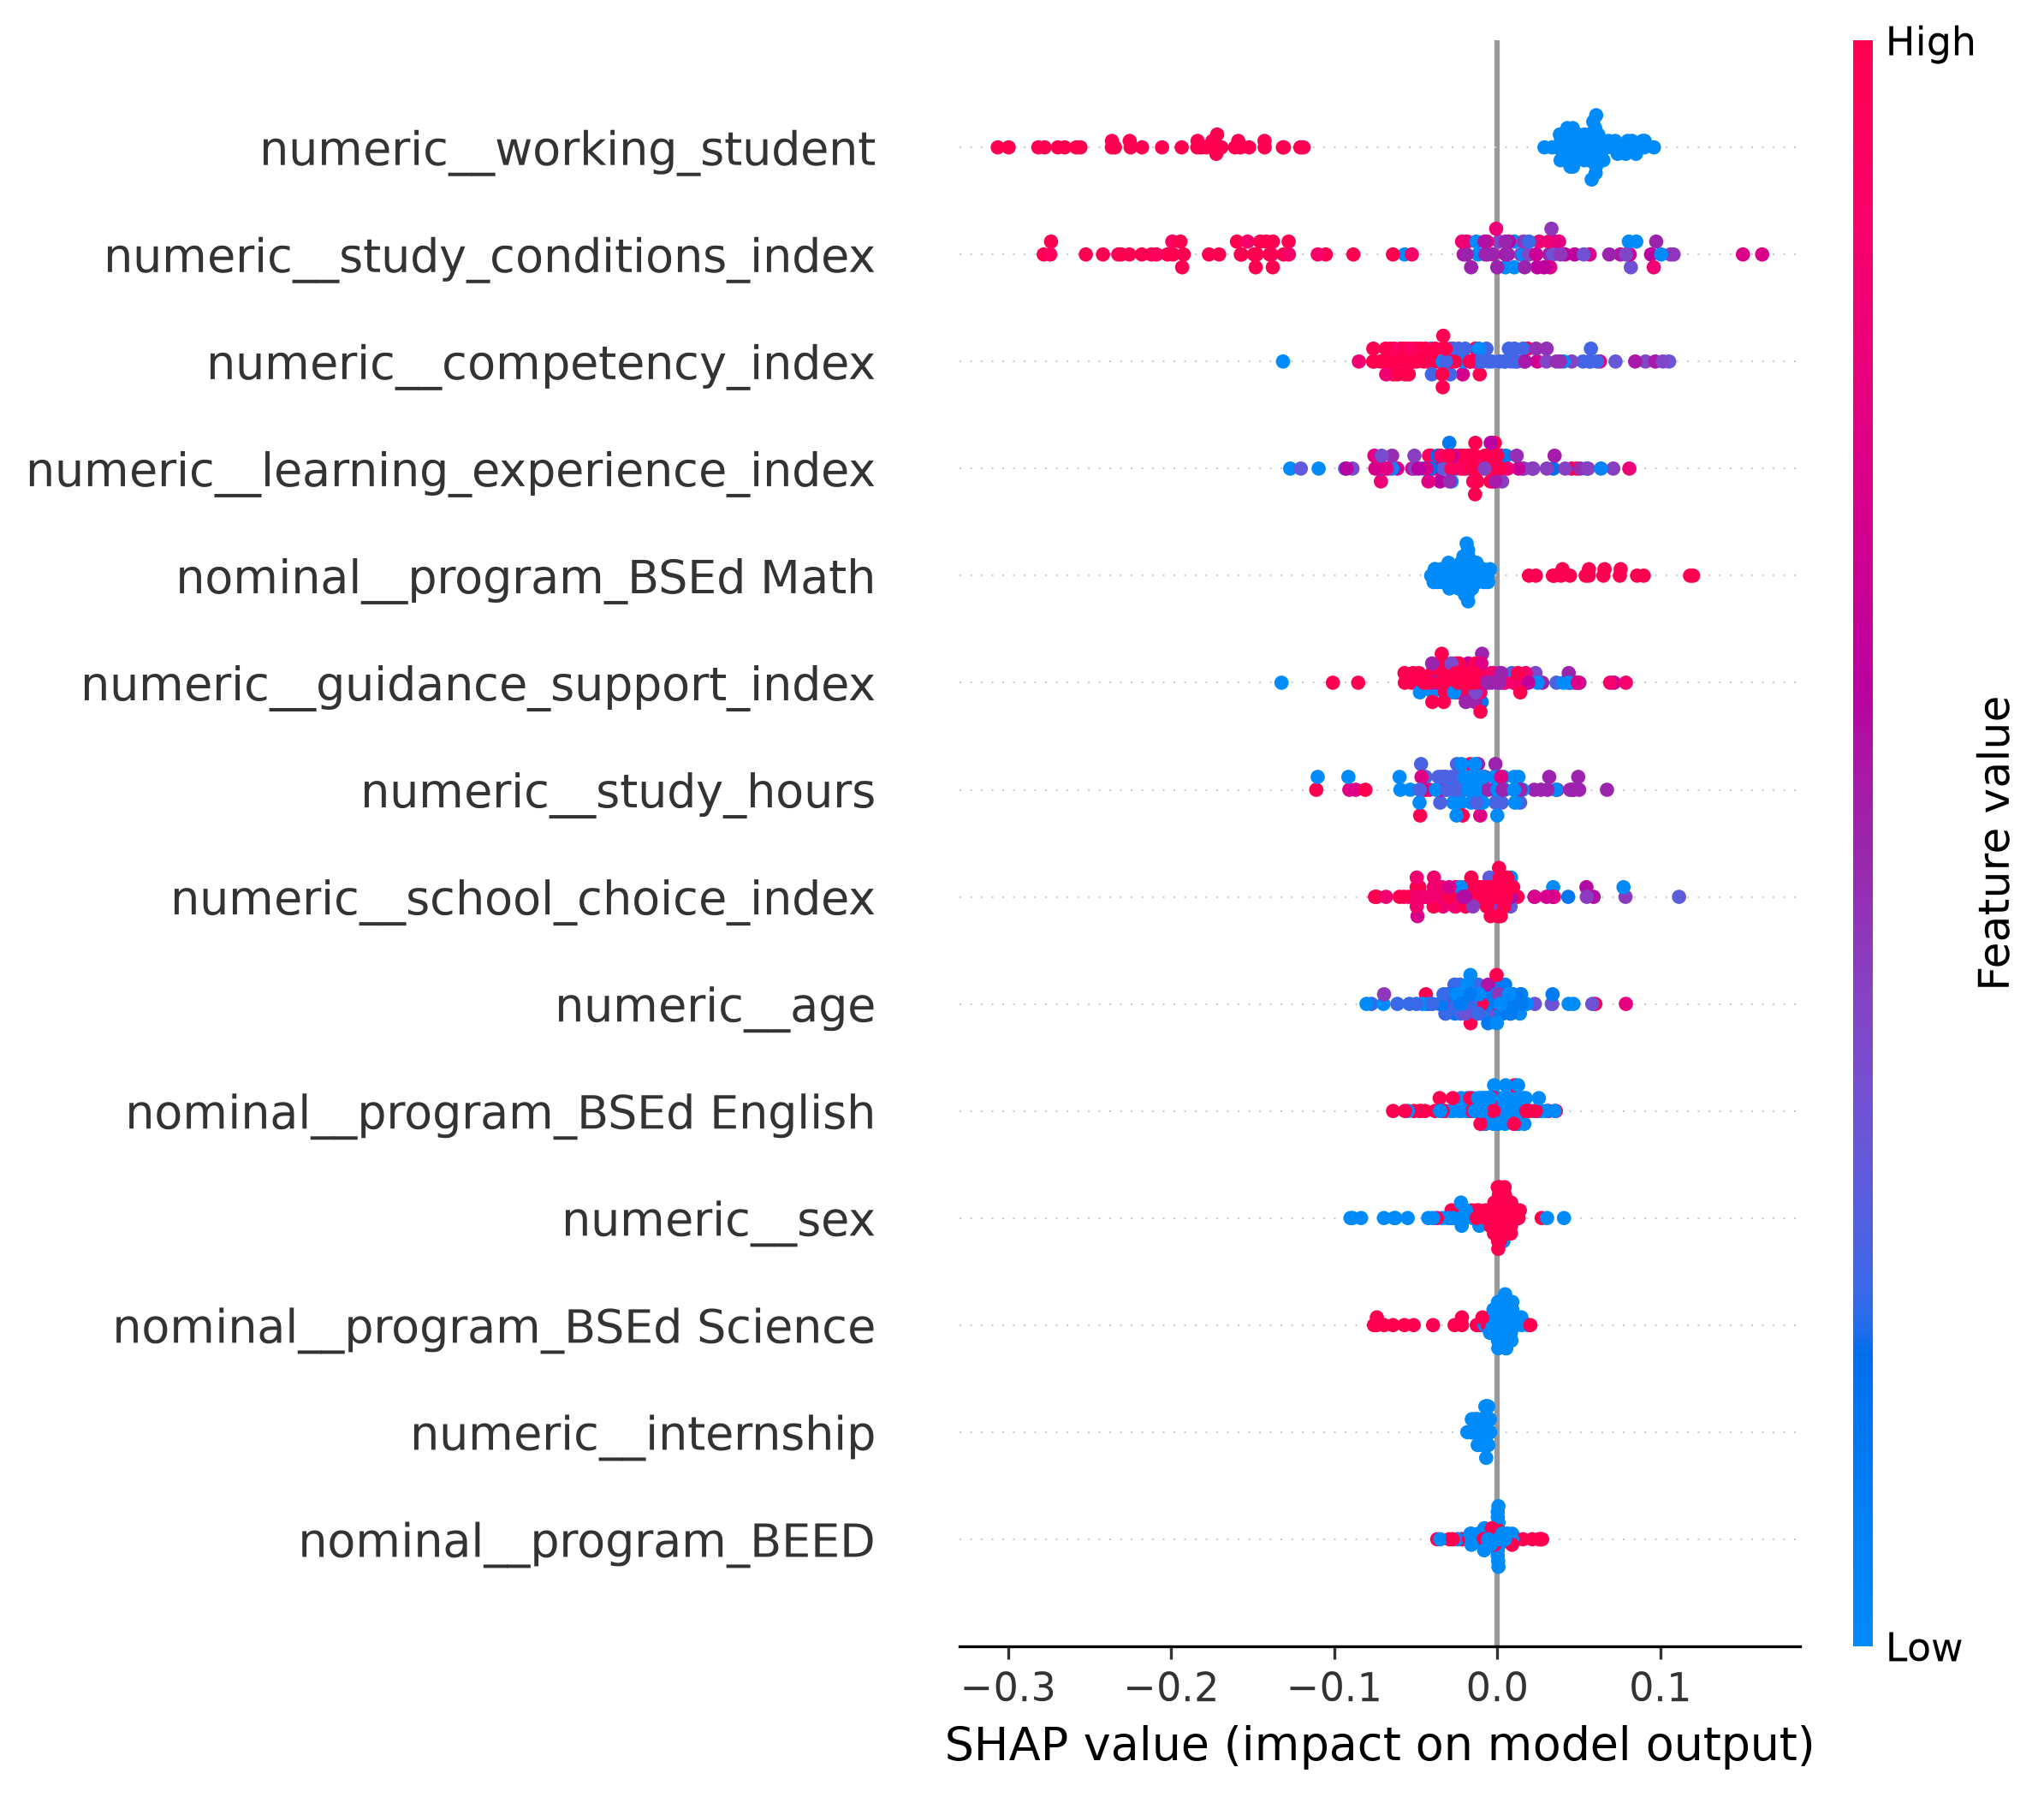 High
numeric__working_student
numeric__study_conditions_index
numeric__competency_index
numeric__learning_experience_index
nominal__program_BSEd Math
numeric__guidance_support_index
numeric__study_hours
numeric__school_choice_index
numeric__age
nominal__program_BSEd English
numeric__sex
nominal__program_BSEd Science
numeric__internship
nominal__program_BEED
Feature value
Low
−0.3 −0.2 −0.1 0.0 0.1
SHAP value (impact on model output)